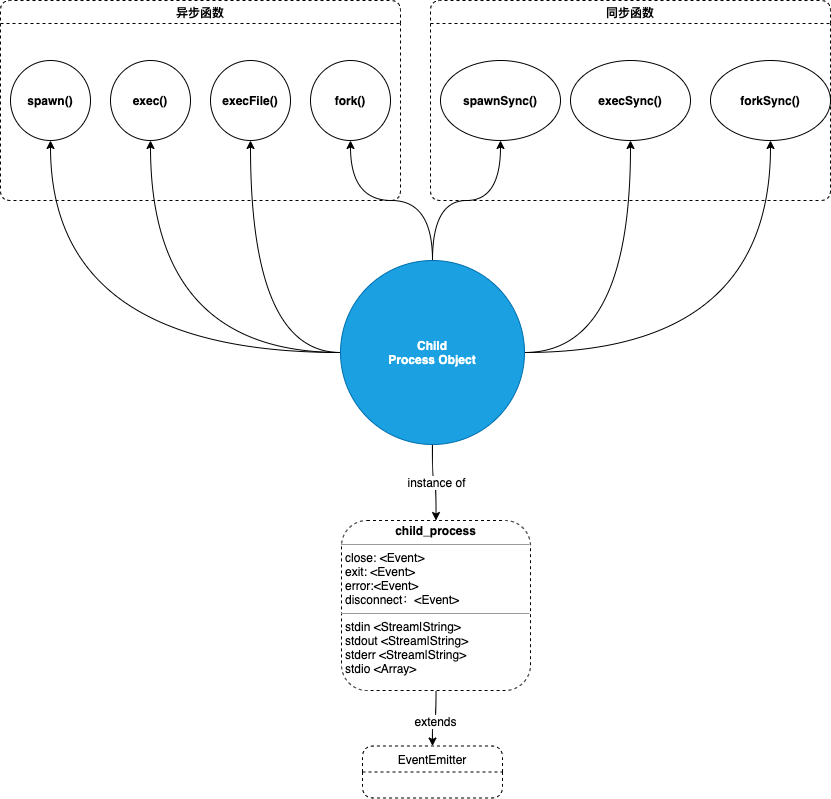 异步函数
同步函数
spawn()
exec()
execFile()
fork()
spawnSync()
execSync()
forkSync()
Child
Process Object
instance of
child_process
close: <Event>
exit: <Event>
error:<Event>
disconnect：<Event>
stdin <Stream|String>
stdout <Stream|String>
stderr <Stream|String>
stdio <Array>
extends
EventEmitter